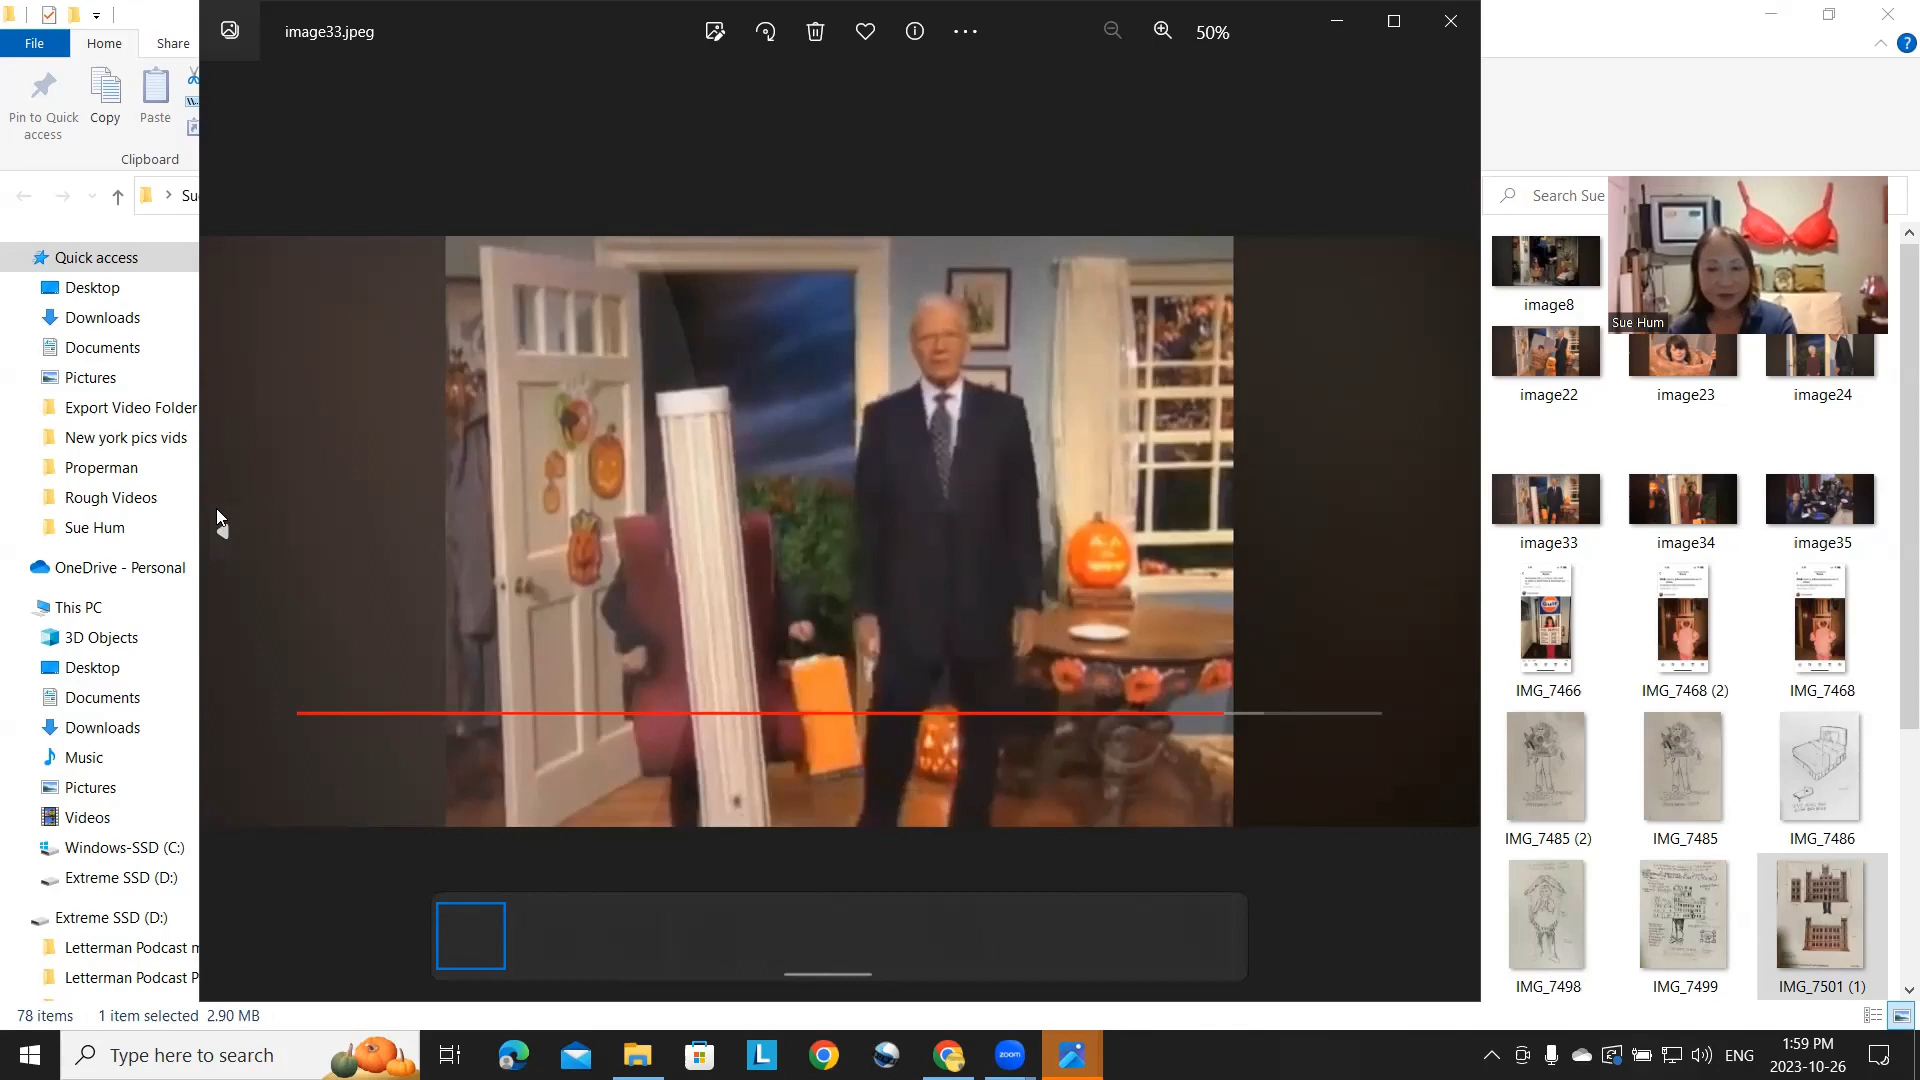 File
Home
Share
image33.jpeg
50%
Pin to Quick
access
Copy
Paste
Clipboard
Su
Search Sue
Sue Hum
Quick access
Desktop
Downloads
Documents
Pictures
Export Video Folder
New york pics vids
Properman
Rough Videos
Sue Hum
OneDrive - Personal
This PC
3D Objects
Desktop
Documents
Downloads
Music
Pictures
Videos
Windows-SSD (C:)
Extreme SSD (D:)
Extreme SSD (D:)
Letterman Podcast m
Letterman Podcast P
image8
image22
image23
image24
image33
image34
image35
Gulf
IMG_7466
IMG_7468 (2)
IMG_7468
IMG_7485 (2)
IMG_7485
IMG_7486
IMG_7498
IMG_7499
IMG_7501 (1)
78 items
1 item selected 2.90 MB
Type here to search
L
zoom
ENG
1:59 PM
2023-10-26